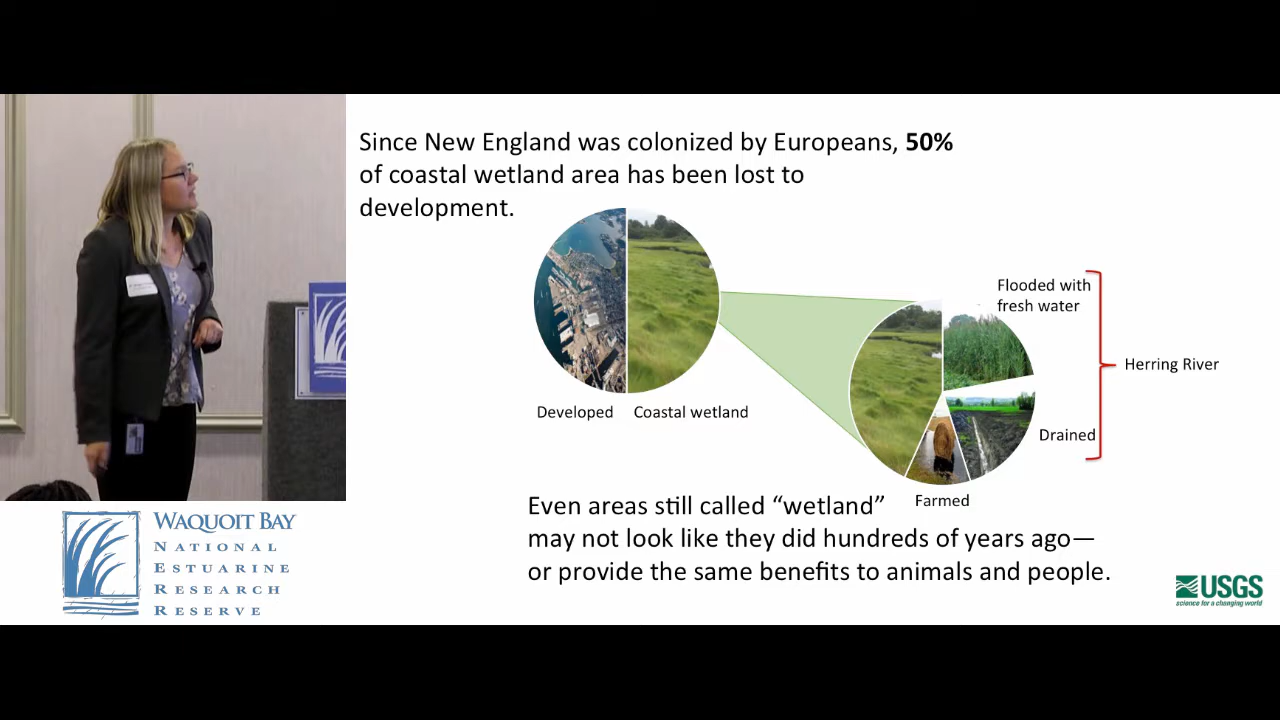 Since New England was colonized by Europeans, 50%
of coastal wetland area has been lost to
development.
Flooded with
fresh water
Herring River
Developed
Coastal wetland
Drained
Farmed
Even areas still called “wetland”
may not look like they did hundreds of years ago—
or provide the same benefits to animals and people.
WAQUOIT BAY
NATIONAL
ESTUARINE
RESEARCH
RESERVE
USGS
science for a changing world